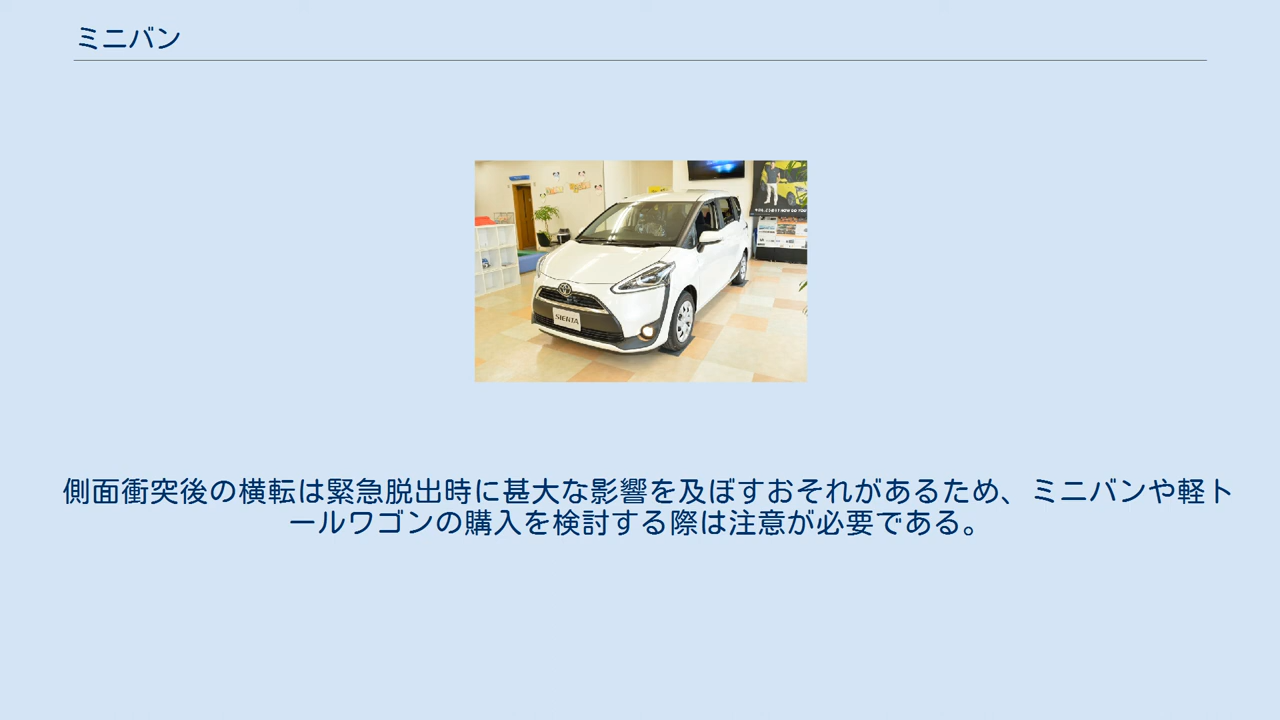 ミニバン
SIENTA
側面衝突後の横転は緊急脱出時に甚大な影響を及ぼすおそれがあるため、ミニバンや軽ト
ールワゴンの購入を検討する際は注意が必要である。